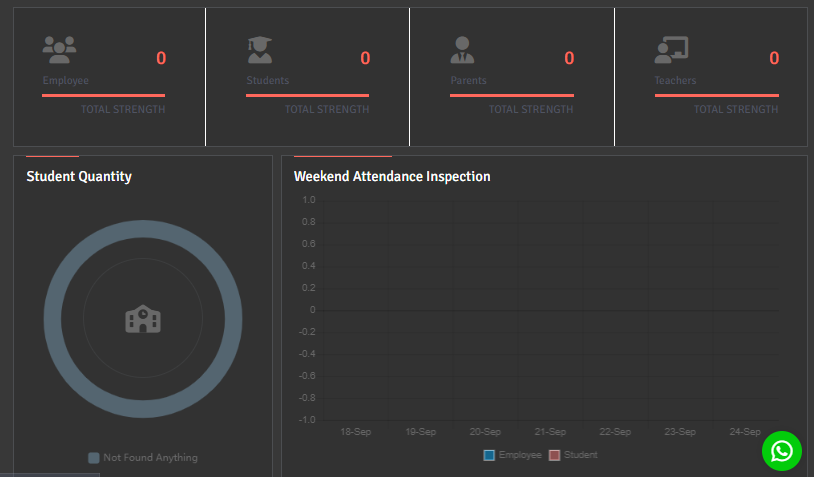 0 0 0 0
Employee Students Parents Teachers
TOTAL STRENGTH TOTAL STRENGTH TOTAL STRENGTH TOTAL STRENGTH
Student Quantity
Not Found Anything
Weekend Attendance Inspection
1.0
0.8
0.6
0.4
0.2
0
-0.2
-0.4
-0.6
-0.8
-1.0
18-Sep 19-Sep 20-Sep 21-Sep 22-Sep 23-Sep 24-Sep
Employee Student